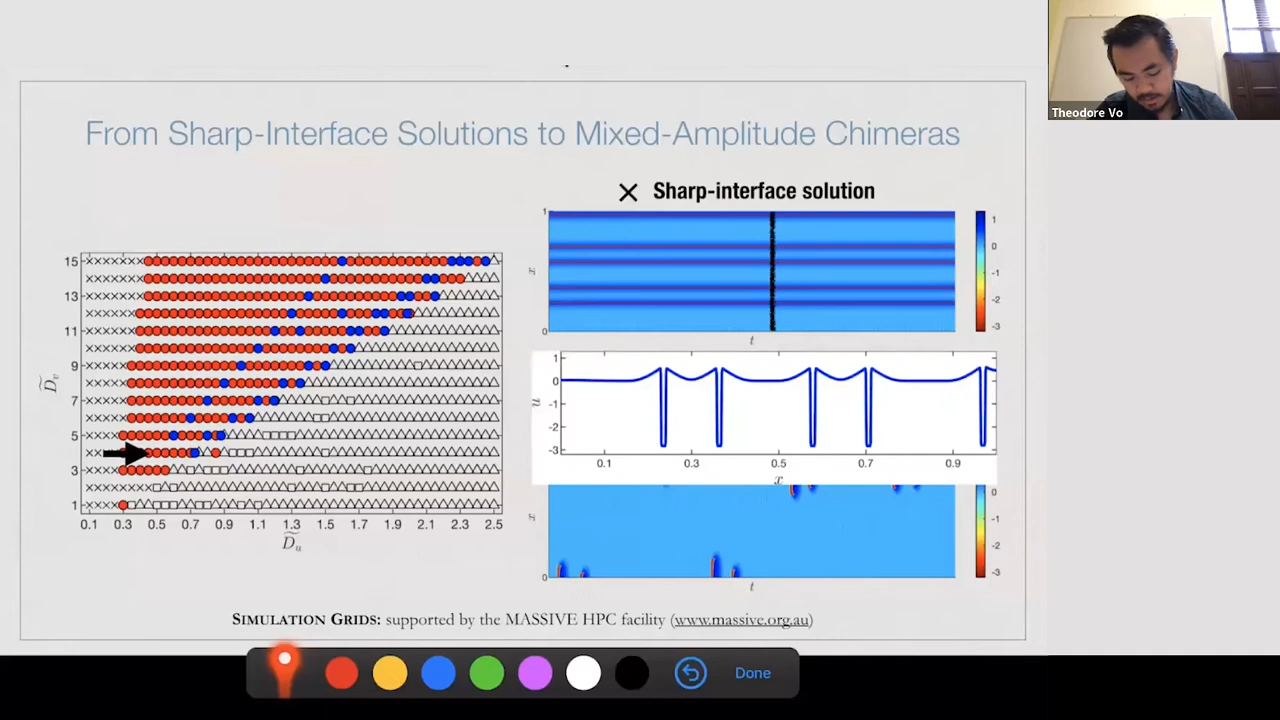 Theodore Vo
From Sharp-Interface Solutions to Mixed-Amplitude Chimeras
Sharp-interface solution
15
13
11
9
7
5
3
1
D̃v
0.1 0.3 0.5 0.7 0.9 1.1 1.3 1.5 1.7 1.9 2.1 2.3 2.5
D̃u
1
x
0
t
1
0
-1
-2
-3
1
0
-1
-2
-3
u
0.1 0.3 0.5 0.7 0.9
x
x
0
t
0
-1
-2
-3
SIMULATION GRIDS: supported by the MASSIVE HPC facility (www.massive.org.au)
Done